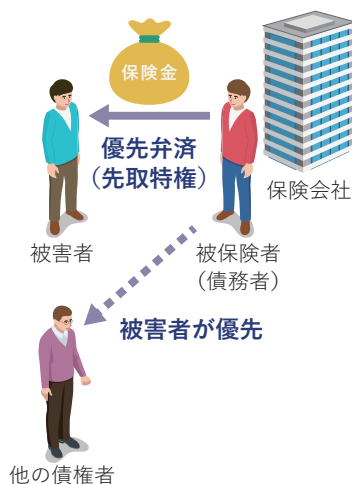 保険金
優先弁済
（先取特権）
保険会社
被害者
被保険者
（債務者）
被害者が優先
他の債権者